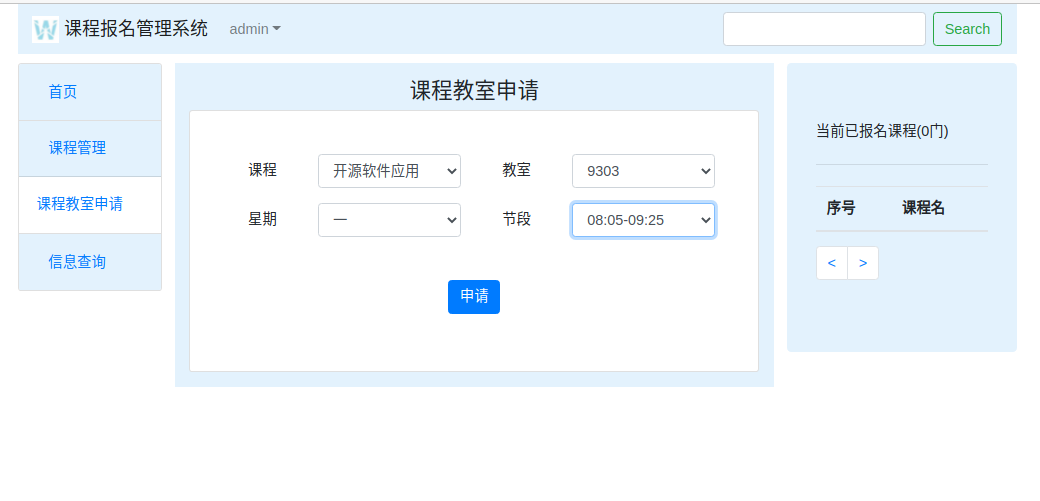 W 课程报名管理系统 admin Search
首页
课程管理
课程教室申请
信息查询
课程教室申请
课程 开源软件应用 教室 9303
星期 一 节段 08:05-09:25
申请
当前已报名课程(0门)
序号 课程名
< >